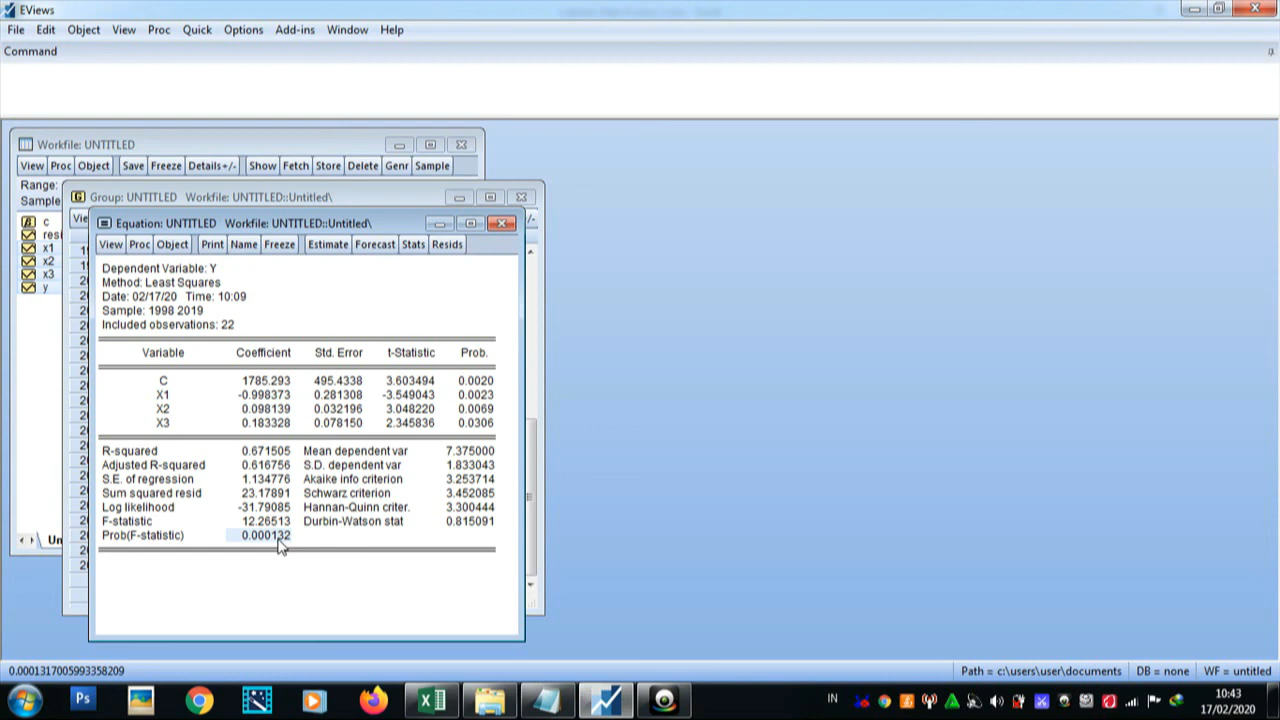 EViews
File Edit Object View Proc Quick Options Add-ins Window Help
Command
Workfile: UNTITLED
View Proc Object Save Freeze Details+/- Show Fetch Store Delete Genr Sample
Range:
Sample
Group: UNTITLED Workfile: UNTITLED::Untitled\
Equation: UNTITLED Workfile: UNTITLED::Untitled\
View Proc Object Print Name Freeze Estimate Forecast Stats Resids
c
resi
x1
x2
x3
y
Dependent Variable: Y
Method: Least Squares
Date: 02/17/20 Time: 10:09
Sample: 1998 2019
Included observations: 22
Variable Coefficient Std. Error t-Statistic Prob.
C 1785.293 495.4338 3.603494 0.0020
X1 -0.998373 0.281308 -3.549043 0.0023
X2 0.098139 0.032196 3.048220 0.0069
X3 0.183328 0.078150 2.345836 0.0306
R-squared 0.671505 Mean dependent var 7.375000
Adjusted R-squared 0.616756 S.D. dependent var 1.833043
S.E. of regression 1.134776 Akaike info criterion 3.253714
Sum squared resid 23.17891 Schwarz criterion 3.452085
Log likelihood -31.79085 Hannan-Quinn criter. 3.300444
F-statistic 12.26513 Durbin-Watson stat 0.815091
Prob(F-statistic) 0.000132
Un
0.0001317005993358209 Path = c:\users\user\documents DB = none WF = untitled
Ps IN 10:43
17/02/2020